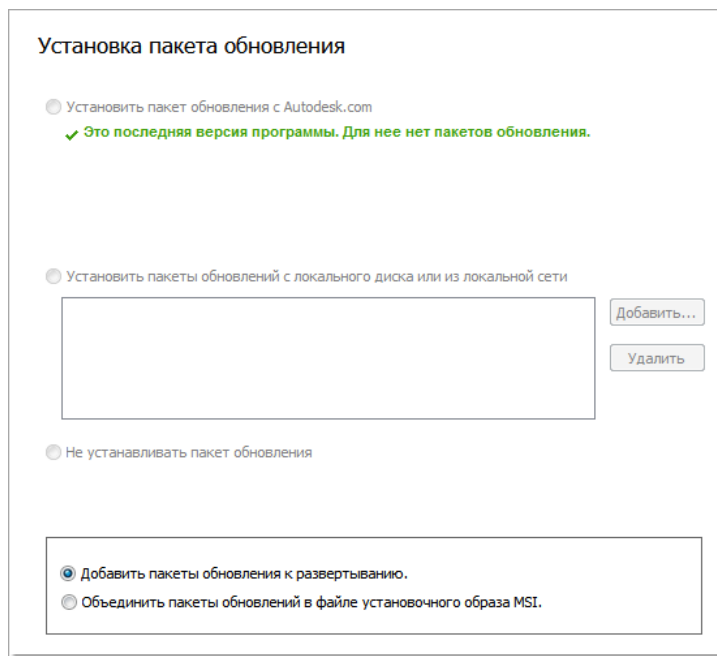 Установка пакета обновления
Установить пакет обновления с Autodesk.com
Это последняя версия программы. Для нее нет пакетов обновления.
Установить пакеты обновлений с локального диска или из локальной сети
Добавить...
Удалить
Не устанавливать пакет обновления
Добавить пакеты обновления к развертыванию.
Объединить пакеты обновлений в файле установочного образа MSI.